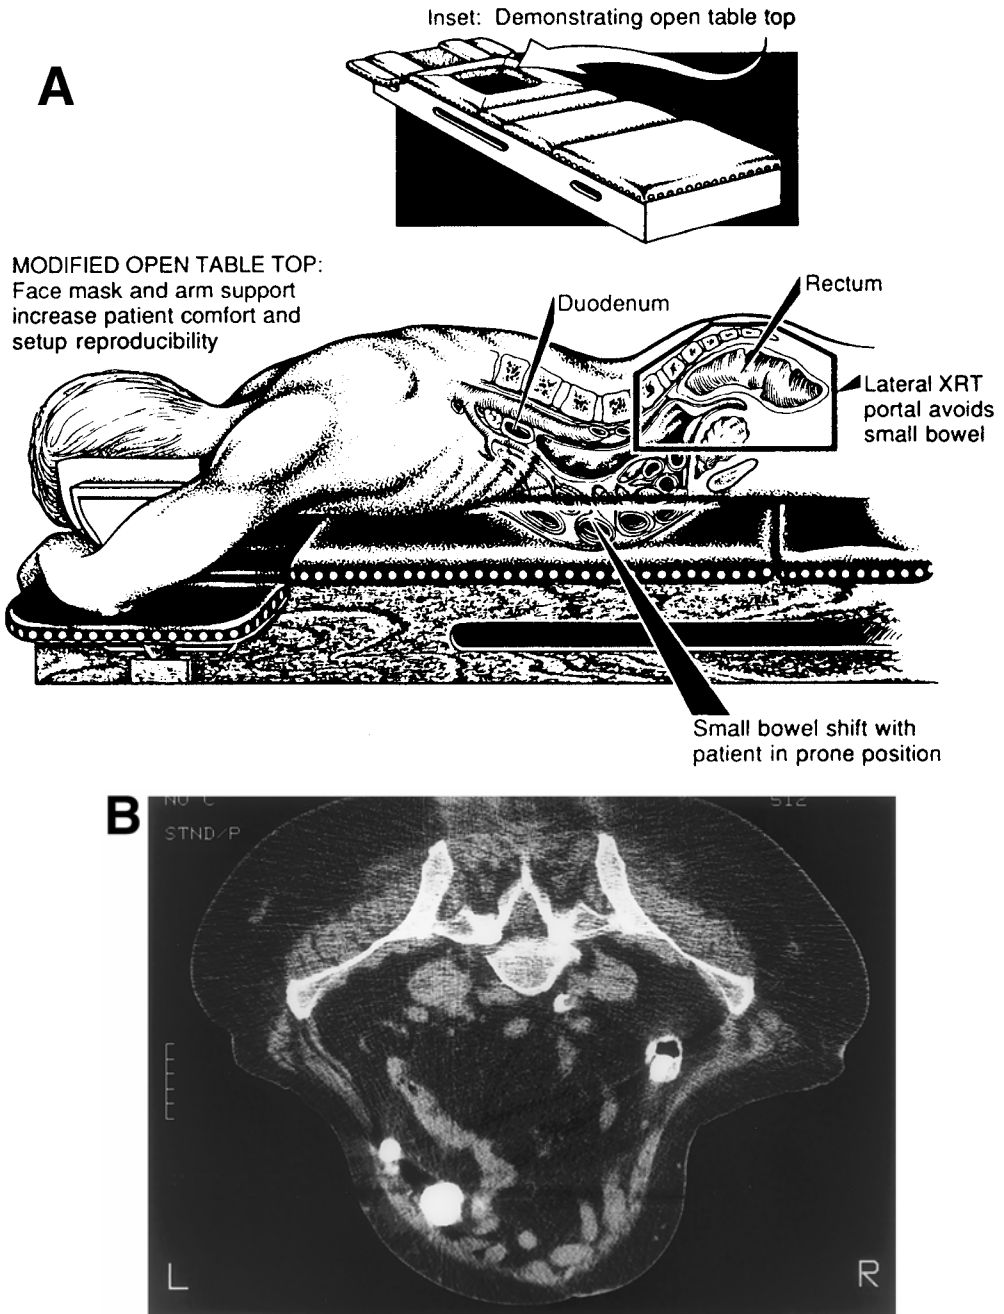 Inset: Demonstrating open table top
A
MODIFIED OPEN TABLE TOP:
Face mask and arm support
increase patient comfort and
setup reproducibility
Duodenum
Rectum
Lateral XRT
portal avoids
small bowel
Small bowel shift with
patient in prone position
B
512
STND/P
L
R